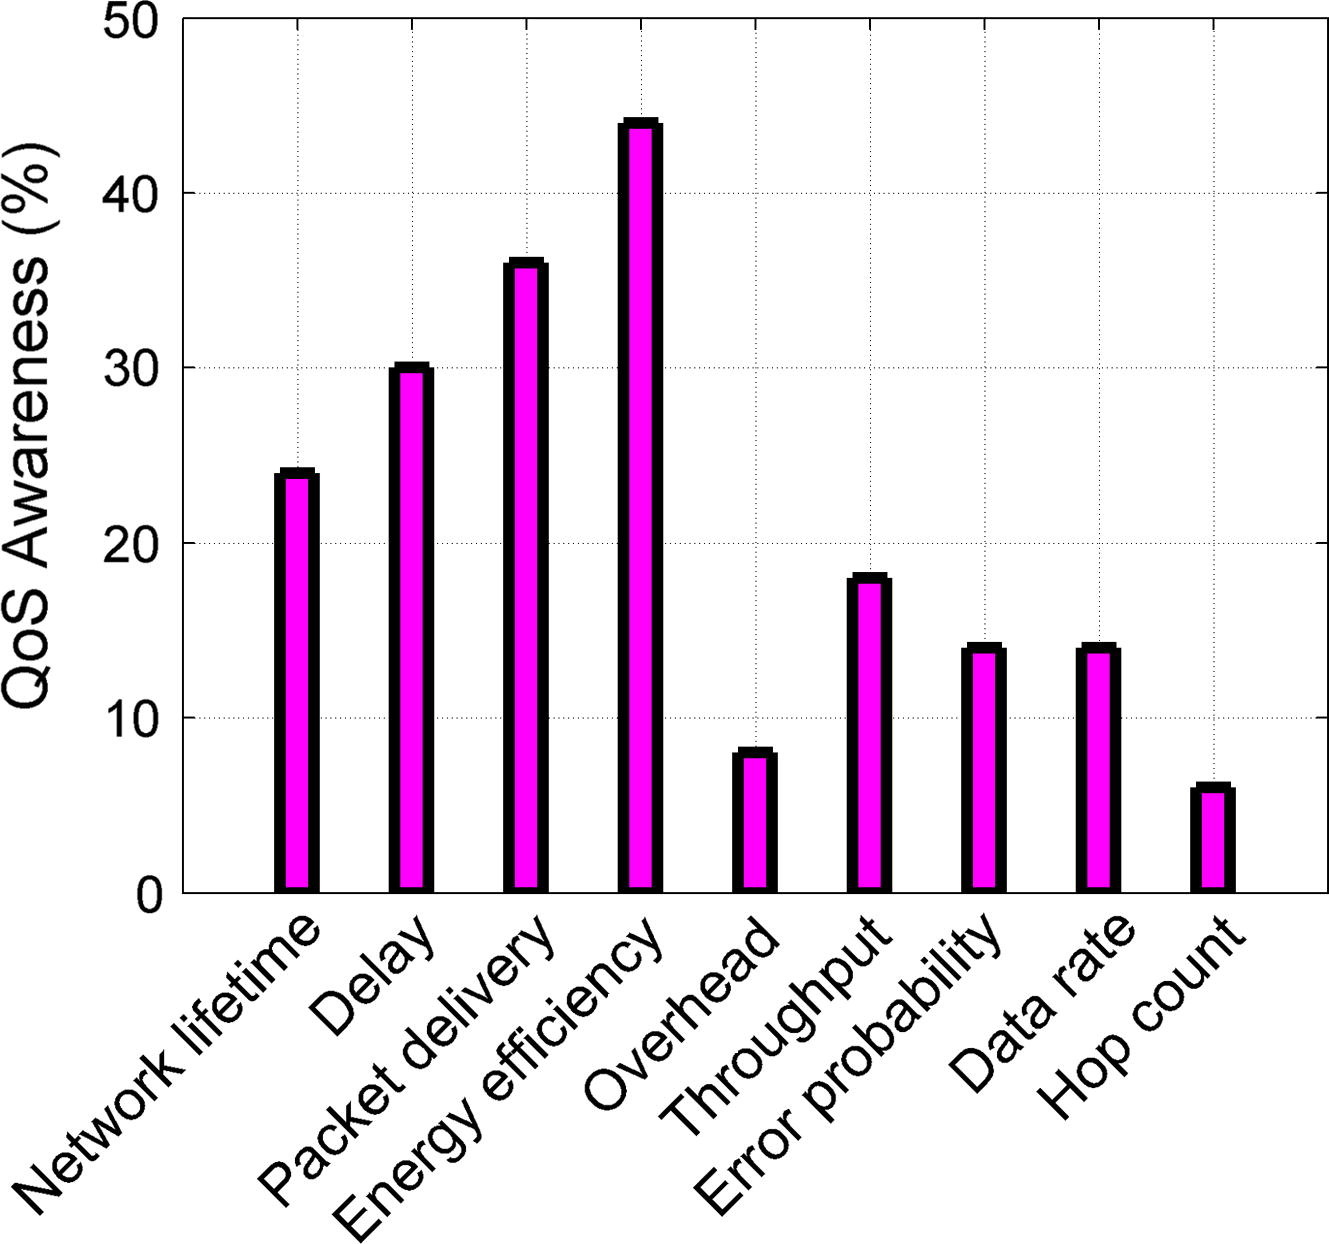 QoS Awareness (%)
50
40
30
20
10
0
Network lifetime
Delay
Packet delivery
Energy efficiency
Overhead
Throughput
Error probability
Data rate
Hop count